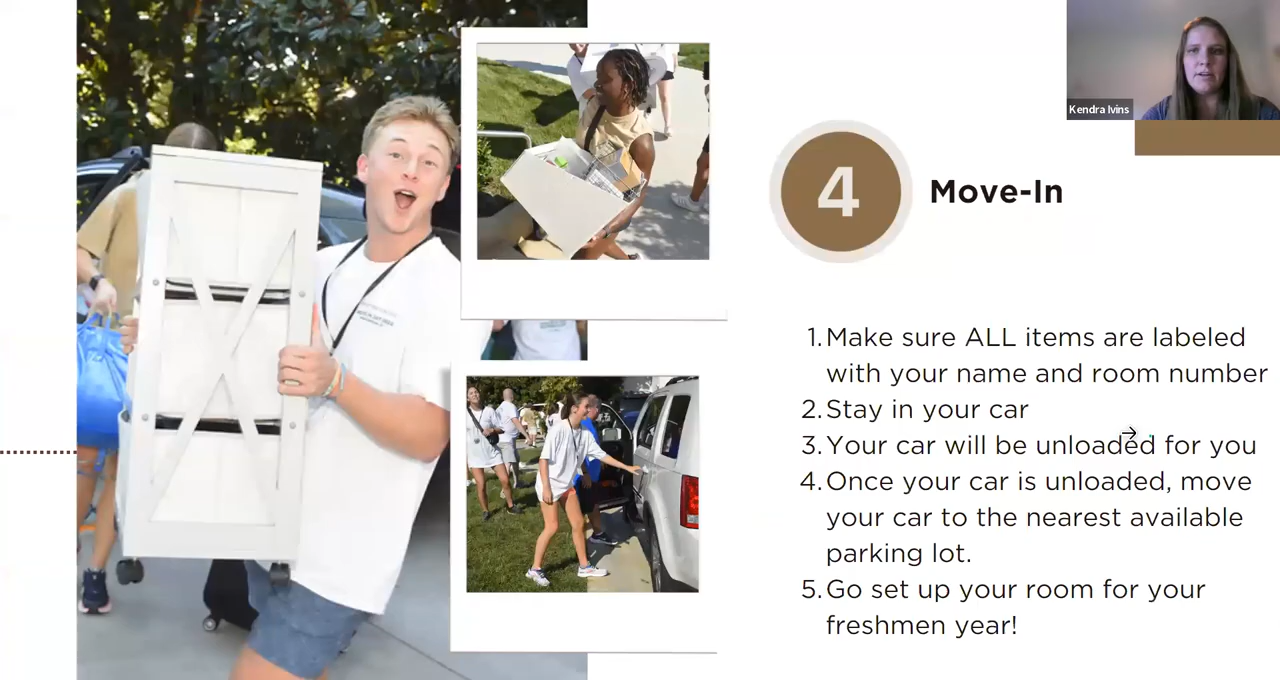 Kendra Ivins
4
Move-In
1. Make sure ALL items are labeled
with your name and room number
2. Stay in your car
3. Your car will be unloaded for you
4. Once your car is unloaded, move
your car to the nearest available
parking lot.
5. Go set up your room for your
freshmen year!